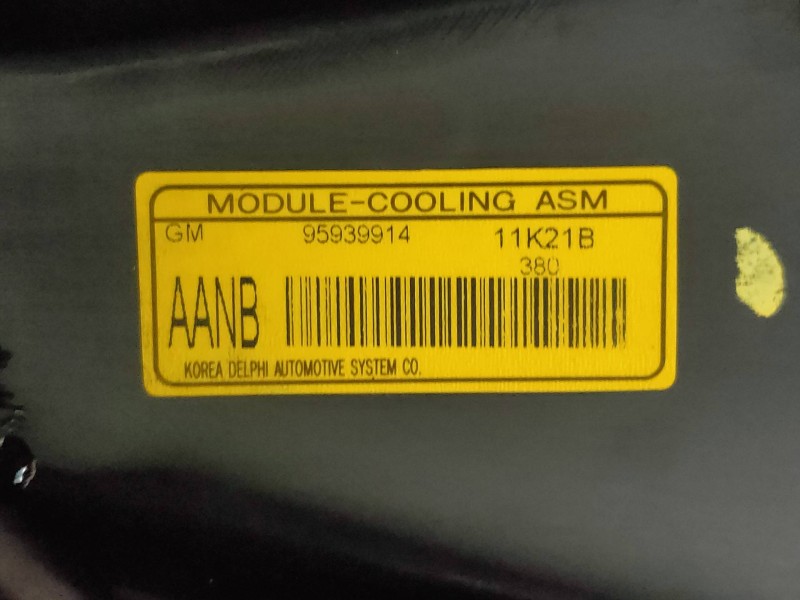 MODULE-COOLING ASM
GM 95939914 11K21B
380
AANB
KOREA DELPHI AUTOMOTIVE SYSTEM CO.